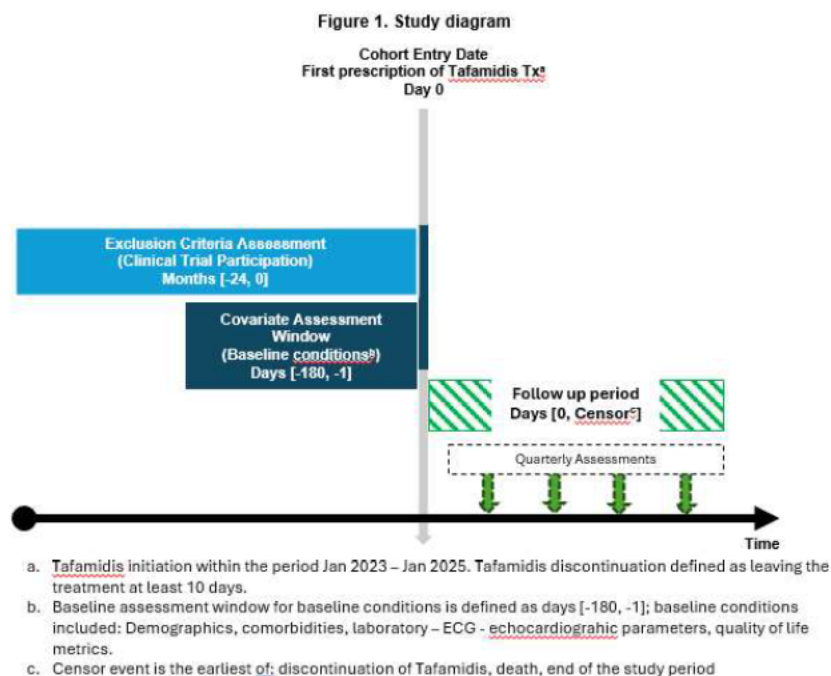 Figure 1. Study diagram
Cohort Entry Date
First prescription of Tafamidis Txᵃ
Day 0
Exclusion Criteria Assessment
(Clinical Trial Participation)
Months [-24, 0]
Covariate Assessment
Window
(Baseline conditionsᵇ)
Days [-180, -1]
Follow up period
Days [0, Censorᶜ]
Quarterly Assessments
Time
a. Tafamidis initiation within the period Jan 2023 – Jan 2025. Tafamidis discontinuation defined as leaving the
treatment at least 10 days.
b. Baseline assessment window for baseline conditions is defined as days [-180, -1]; baseline conditions
included: Demographics, comorbidities, laboratory – ECG - echocardiograhic parameters, quality of life
metrics.
c. Censor event is the earliest of: discontinuation of Tafamidis, death, end of the study period